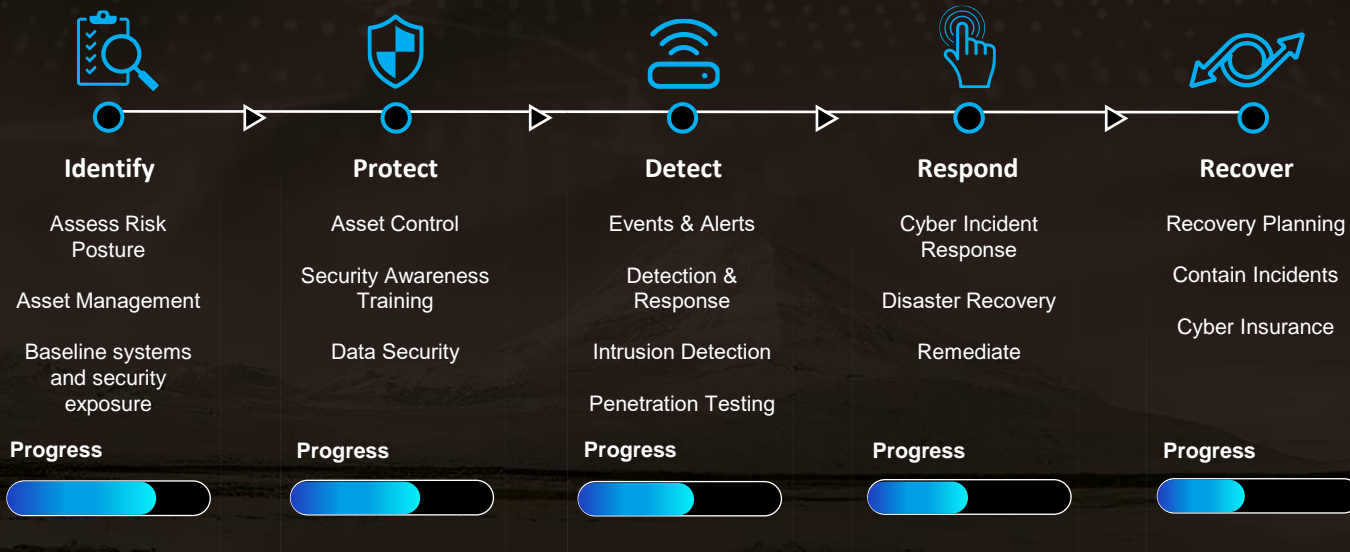 Identify
Assess Risk
Posture
Asset Management
Baseline systems
and security
exposure
Progress
Protect
Asset Control
Security Awareness
Training
Data Security
Progress
Detect
Events & Alerts
Detection &
Response
Intrusion Detection
Penetration Testing
Progress
Respond
Cyber Incident
Response
Disaster Recovery
Remediate
Progress
Recover
Recovery Planning
Contain Incidents
Cyber Insurance
Progress